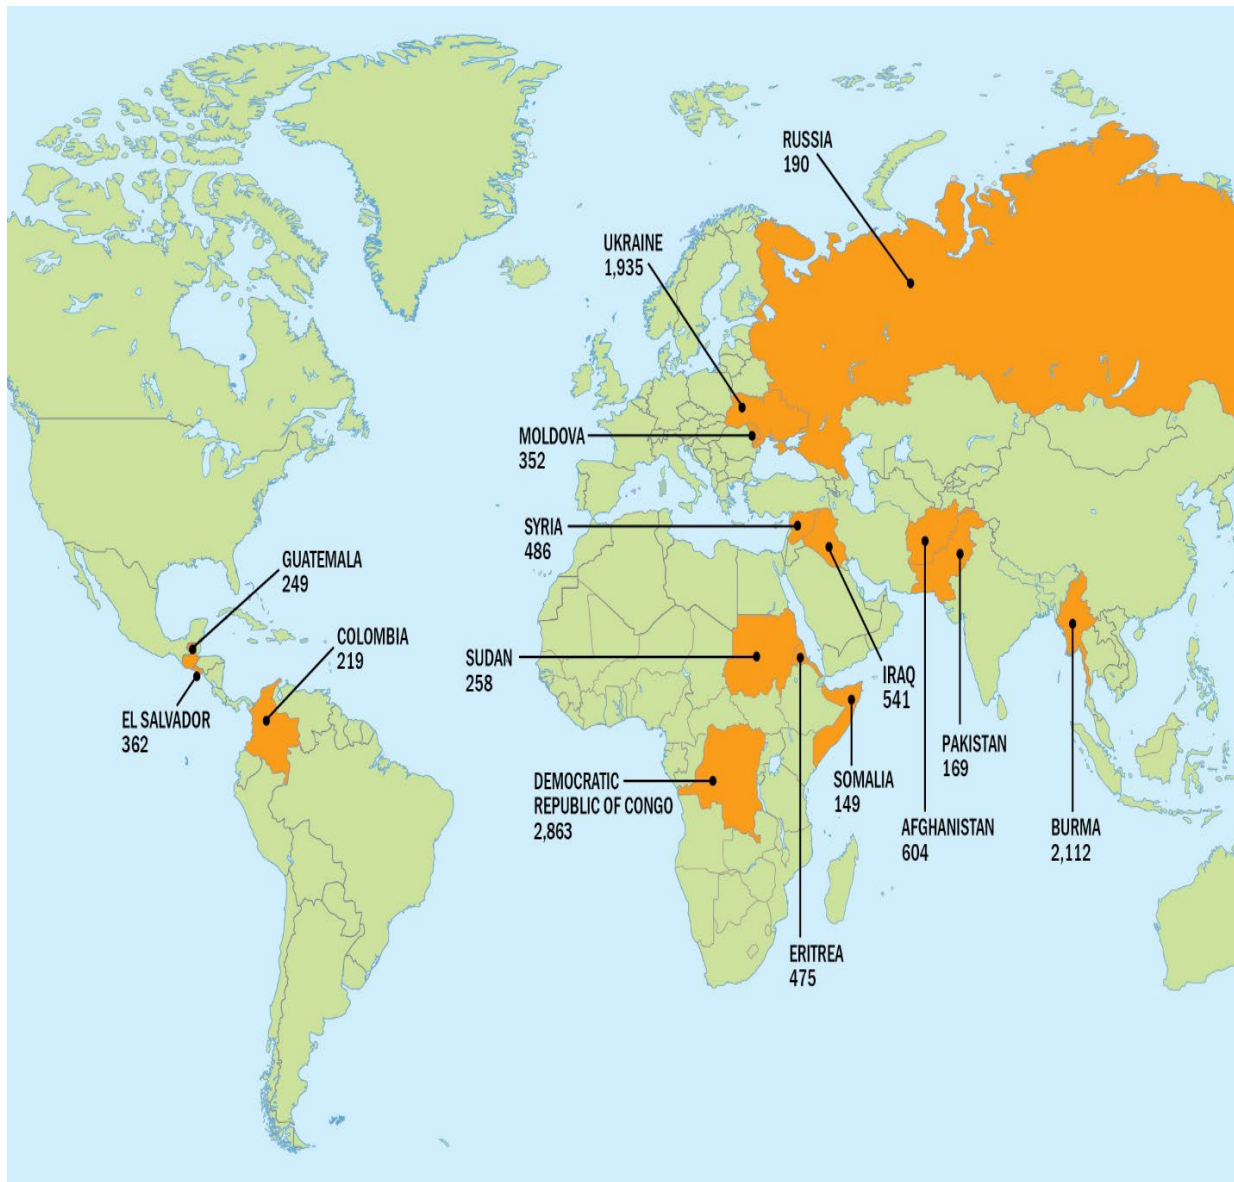 RUSSIA
190
UKRAINE
1,935
MOLDOVA
352
SYRIA
486
GUATEMALA
249
COLOMBIA
219
SUDAN
258
IRAQ
541
EL SALVADOR
362
PAKISTAN
169
DEMOCRATIC
REPUBLIC OF CONGO
2,863
SOMALIA
149
AFGHANISTAN
604
BURMA
2,112
ERITREA
475